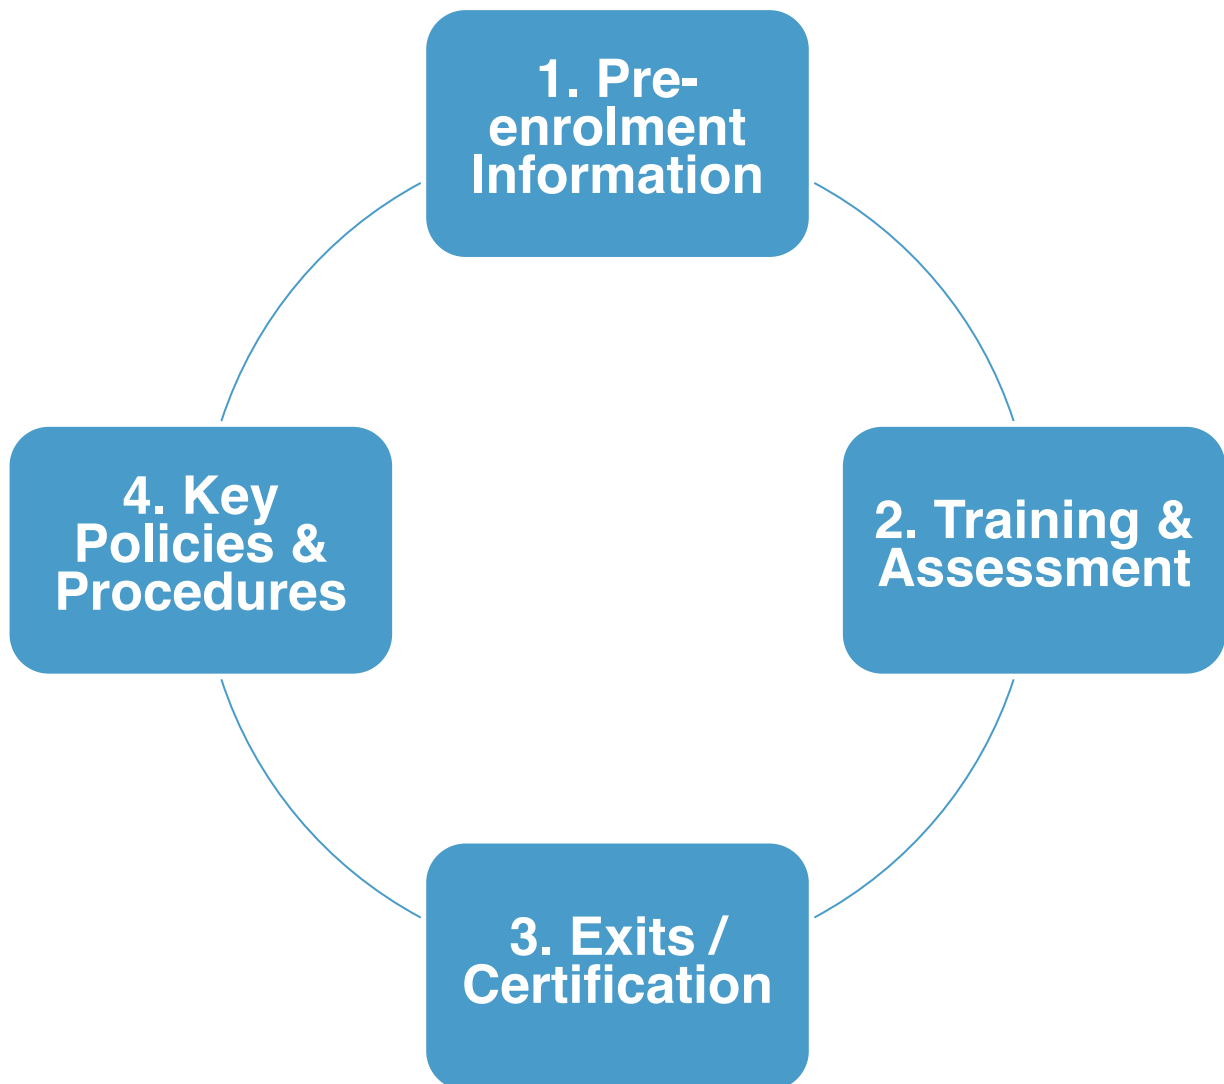 1. Pre-
enrolment
Information
2. Training &
Assessment
3. Exits /
Certification
4. Key
Policies &
Procedures